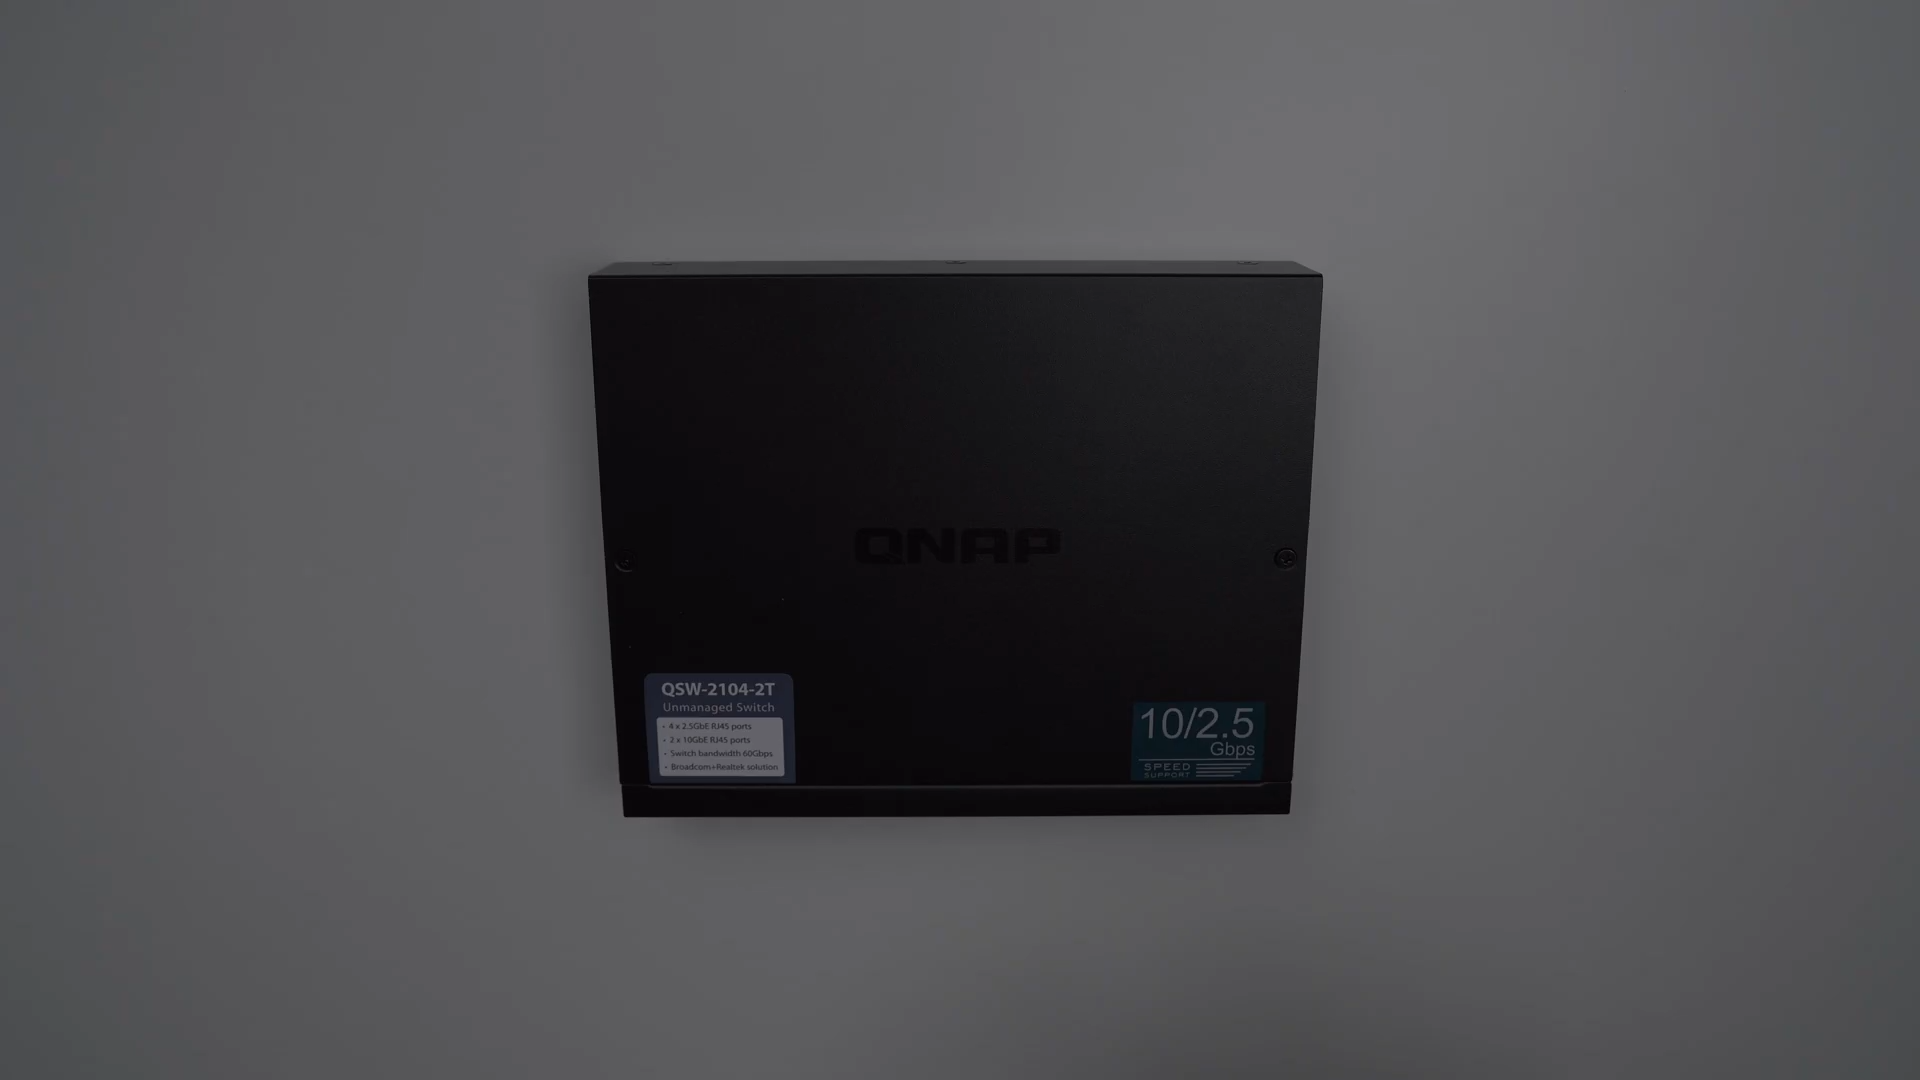 QNAP
QSW-2104-2T
Unmanaged Switch
• 4 x 2.5GbE RJ45 ports
• 2 x 10GbE RJ45 ports
• Switch bandwidth 60Gbps
• Broadcom+Realtek solution
10/2.5
Gbps
SPEED
SUPPORT